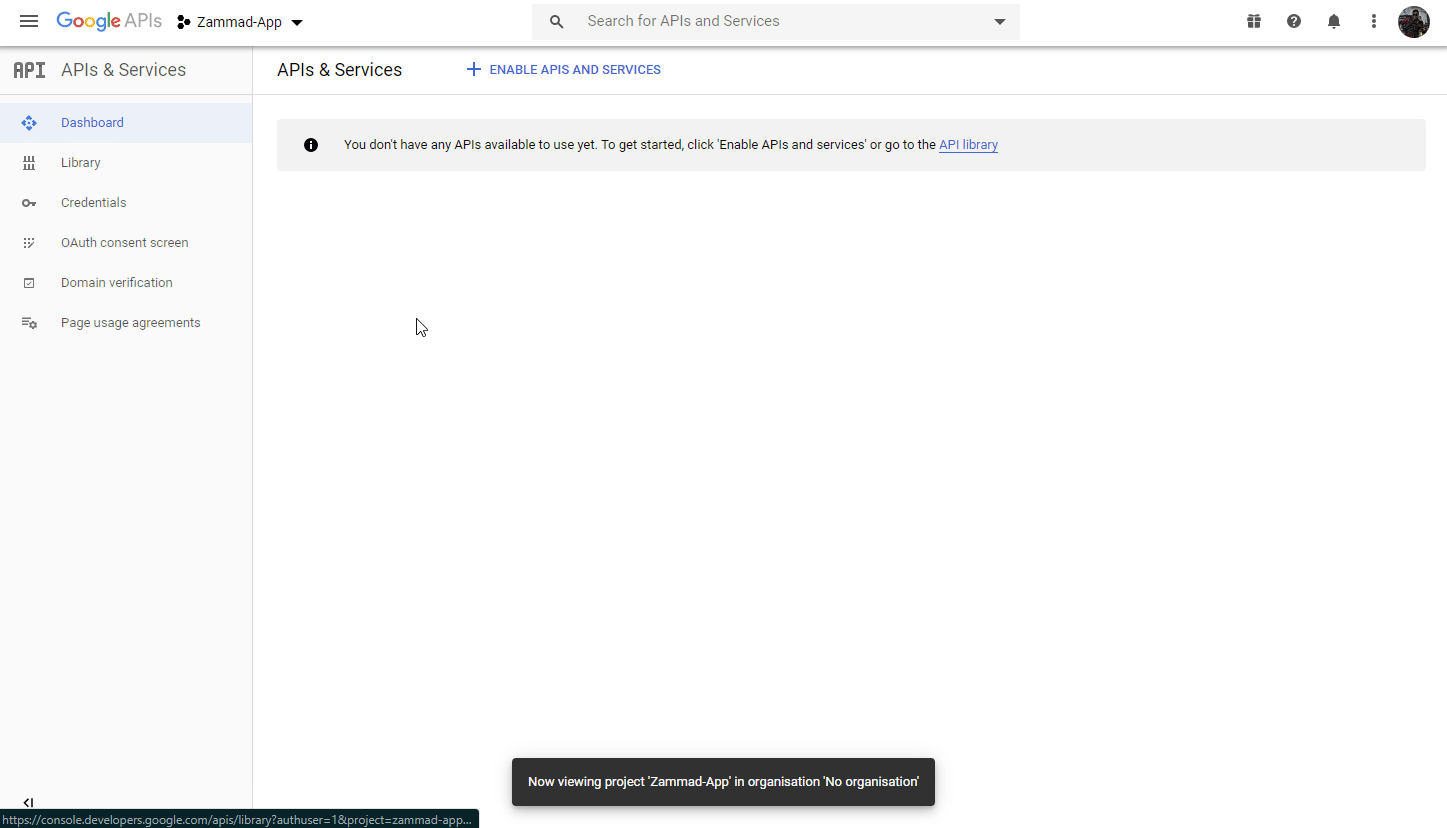 Google APIs Zammad-App Search for APIs and Services
API APIs & Services
APIs & Services ENABLE APIS AND SERVICES
Dashboard
You don't have any APIs available to use yet. To get started, click 'Enable APIs and services' or go to the API library
Library
Credentials
OAuth consent screen
Domain verification
Page usage agreements
Now viewing project 'Zammad-App' in organisation 'No organisation'
https://console.developers.google.com/apis/library?authuser=1&project=zammad-app...